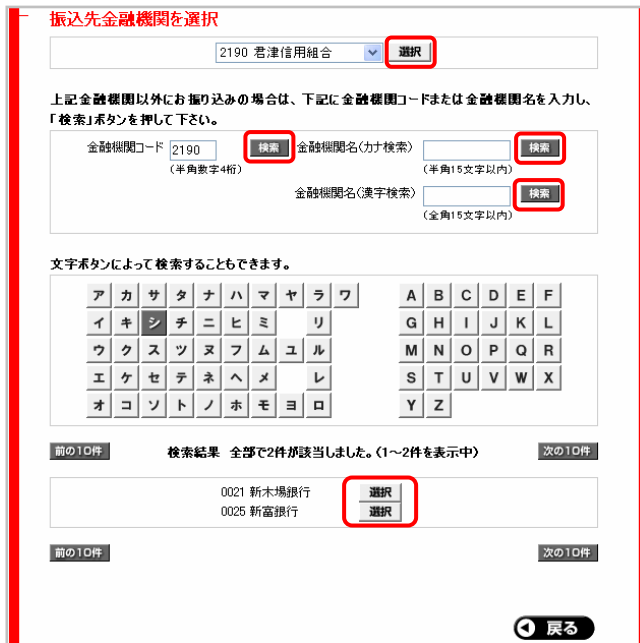 振込先金融機関を選択
2190 君津信用組合 選択
上記金融機関以外にお振り込みの場合は、下記に金融機関コードまたは金融機関名を入力し、
「検索」ボタンを押して下さい。
金融機関コード 2190 検索 金融機関名(カナ検索) 検索
(半角数字4桁) (半角15文字以内)
金融機関名(漢字検索) 検索
(全角15文字以内)
文字ボタンによって検索することもできます。
ア カ サ タ ナ ハ マ ヤ ラ ワ A B C D E F
イ キ シ チ ニ ヒ ミ リ G H I J K L
ウ ク ス ツ ヌ フ ム ユ ル M N O P Q R
エ ケ セ テ ネ ヘ メ レ S T U V W X
オ コ ソ ト ノ ホ モ ヨ ロ Y Z
前の10件 検索結果 全部で2件が該当しました。(1～2件を表示中) 次の10件
0021 新木場銀行 選択
0025 新富銀行 選択
前の10件 次の10件
戻る